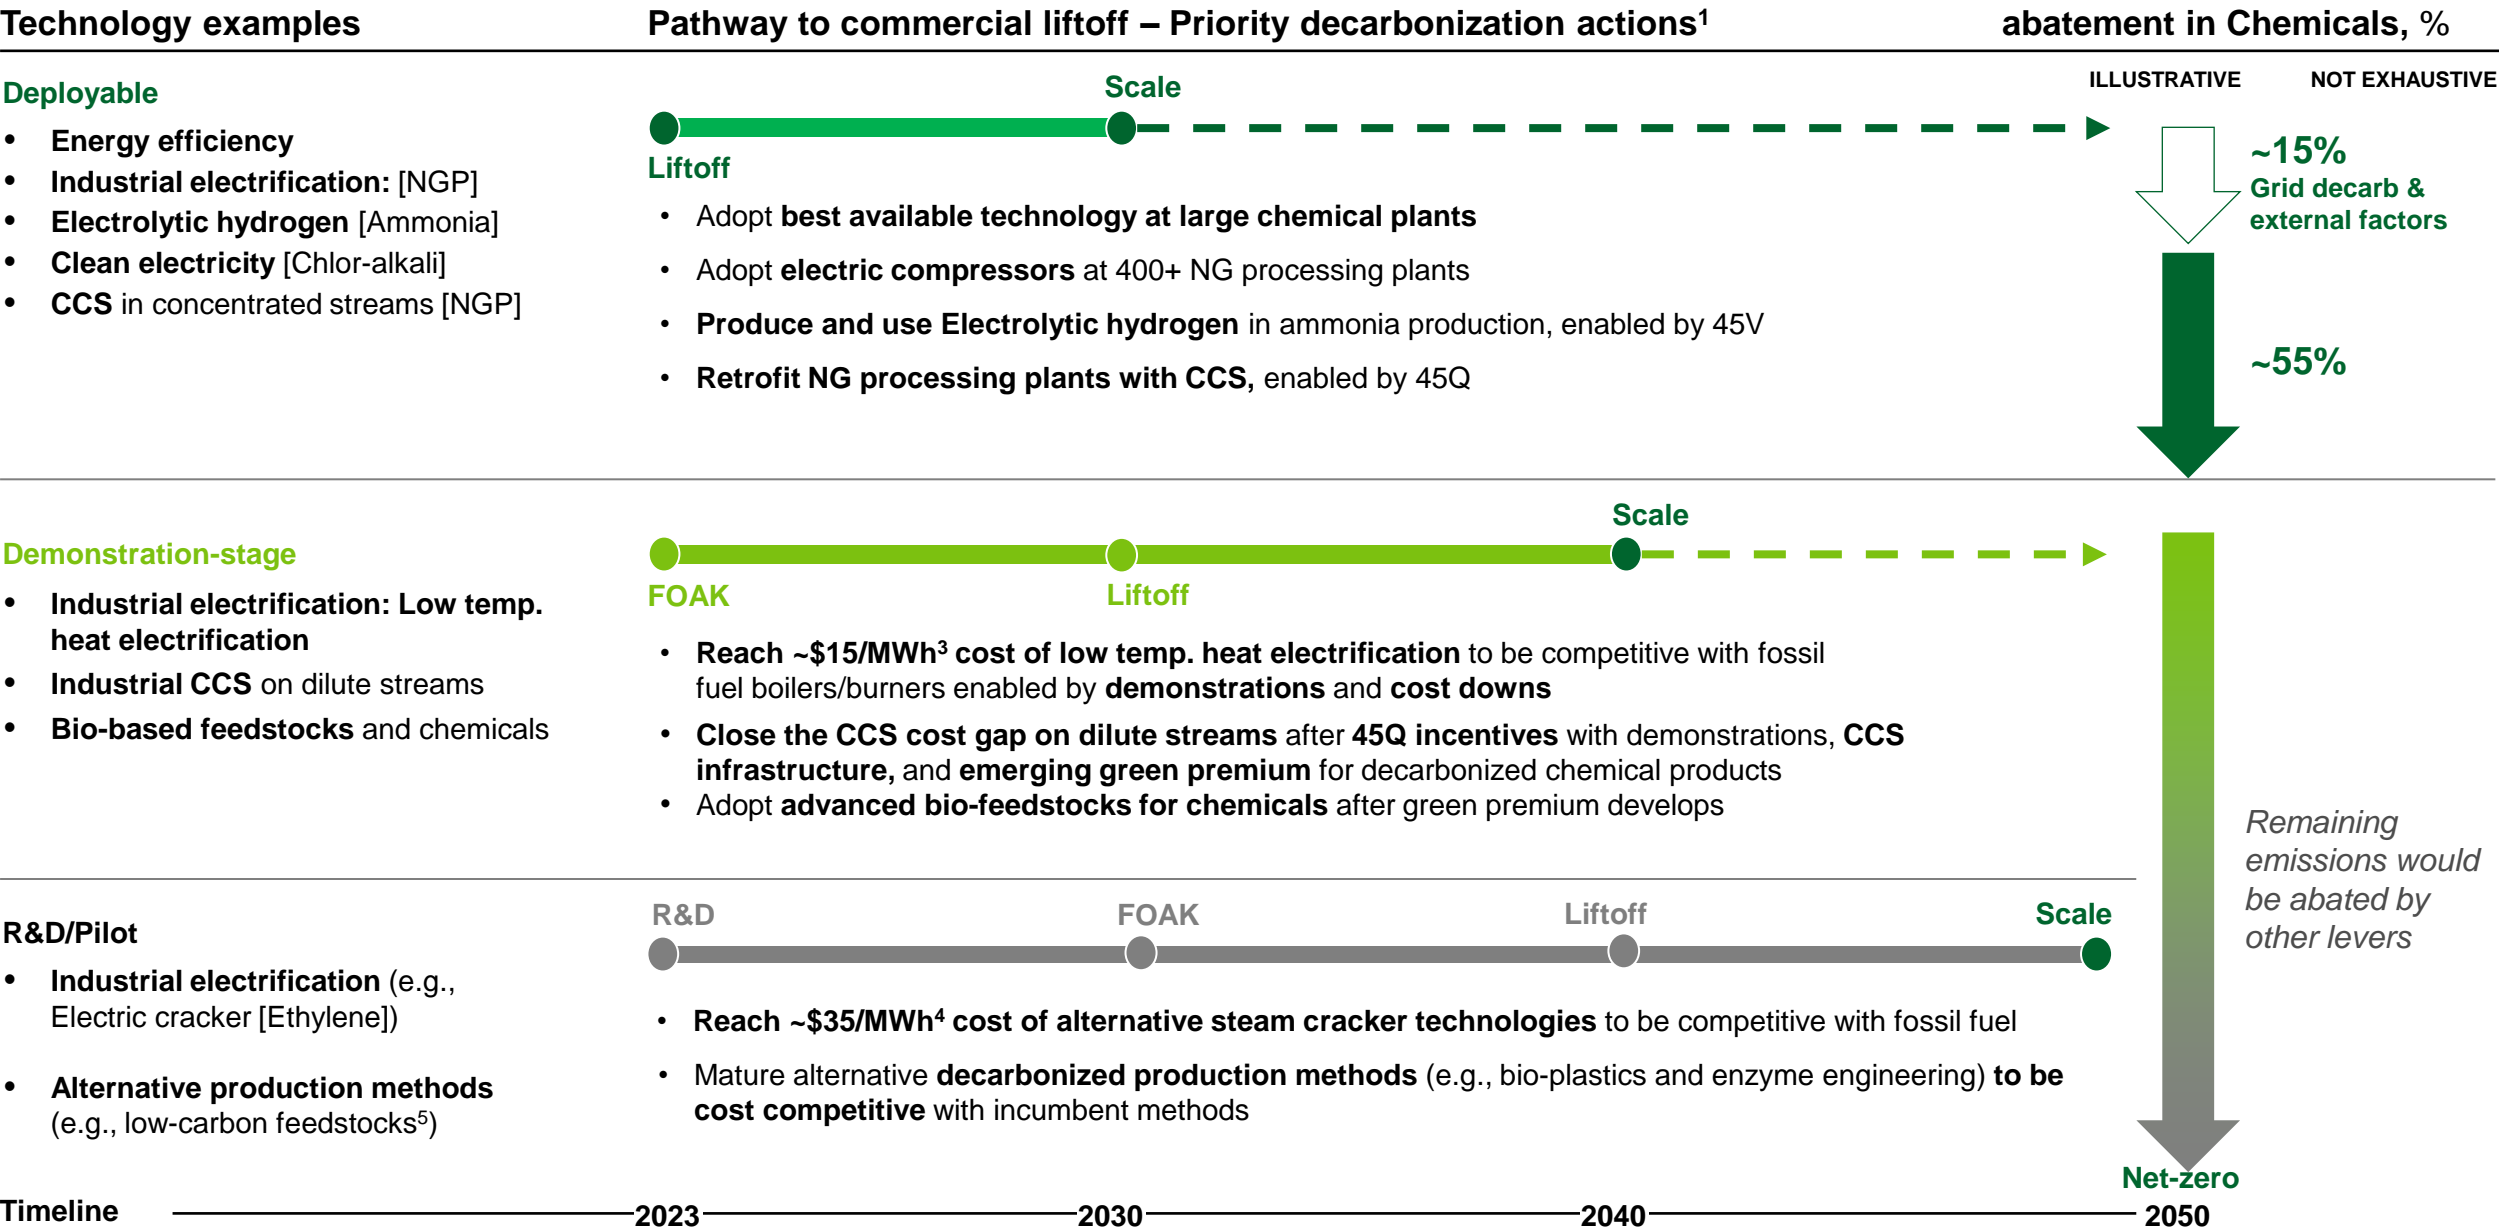 Technology examples
Pathway to commercial liftoff – Priority decarbonization actions¹
abatement in Chemicals, %
ILLUSTRATIVE
NOT EXHAUSTIVE
Deployable
• Energy efficiency
• Industrial electrification: [NGP]
• Electrolytic hydrogen [Ammonia]
• Clean electricity [Chlor-alkali]
• CCS in concentrated streams [NGP]
Scale
Liftoff
• Adopt best available technology at large chemical plants
• Adopt electric compressors at 400+ NG processing plants
• Produce and use Electrolytic hydrogen in ammonia production, enabled by 45V
• Retrofit NG processing plants with CCS, enabled by 45Q
~15%
Grid decarb &
external factors
~55%
Demonstration-stage
• Industrial electrification: Low temp.
heat electrification
• Industrial CCS on dilute streams
• Bio-based feedstocks and chemicals
Scale
FOAK
Liftoff
• Reach ~$15/MWh³ cost of low temp. heat electrification to be competitive with fossil
fuel boilers/burners enabled by demonstrations and cost downs
• Close the CCS cost gap on dilute streams after 45Q incentives with demonstrations, CCS
infrastructure, and emerging green premium for decarbonized chemical products
• Adopt advanced bio-feedstocks for chemicals after green premium develops
Remaining
emissions would
be abated by
other levers
R&D/Pilot
• Industrial electrification (e.g.,
Electric cracker [Ethylene])
• Alternative production methods
(e.g., low-carbon feedstocks⁵)
R&D
FOAK
Liftoff
Scale
• Reach ~$35/MWh⁴ cost of alternative steam cracker technologies to be competitive with fossil fuel
• Mature alternative decarbonized production methods (e.g., bio-plastics and enzyme engineering) to be
cost competitive with incumbent methods
Net-zero
Timeline
2023
2030
2040
2050